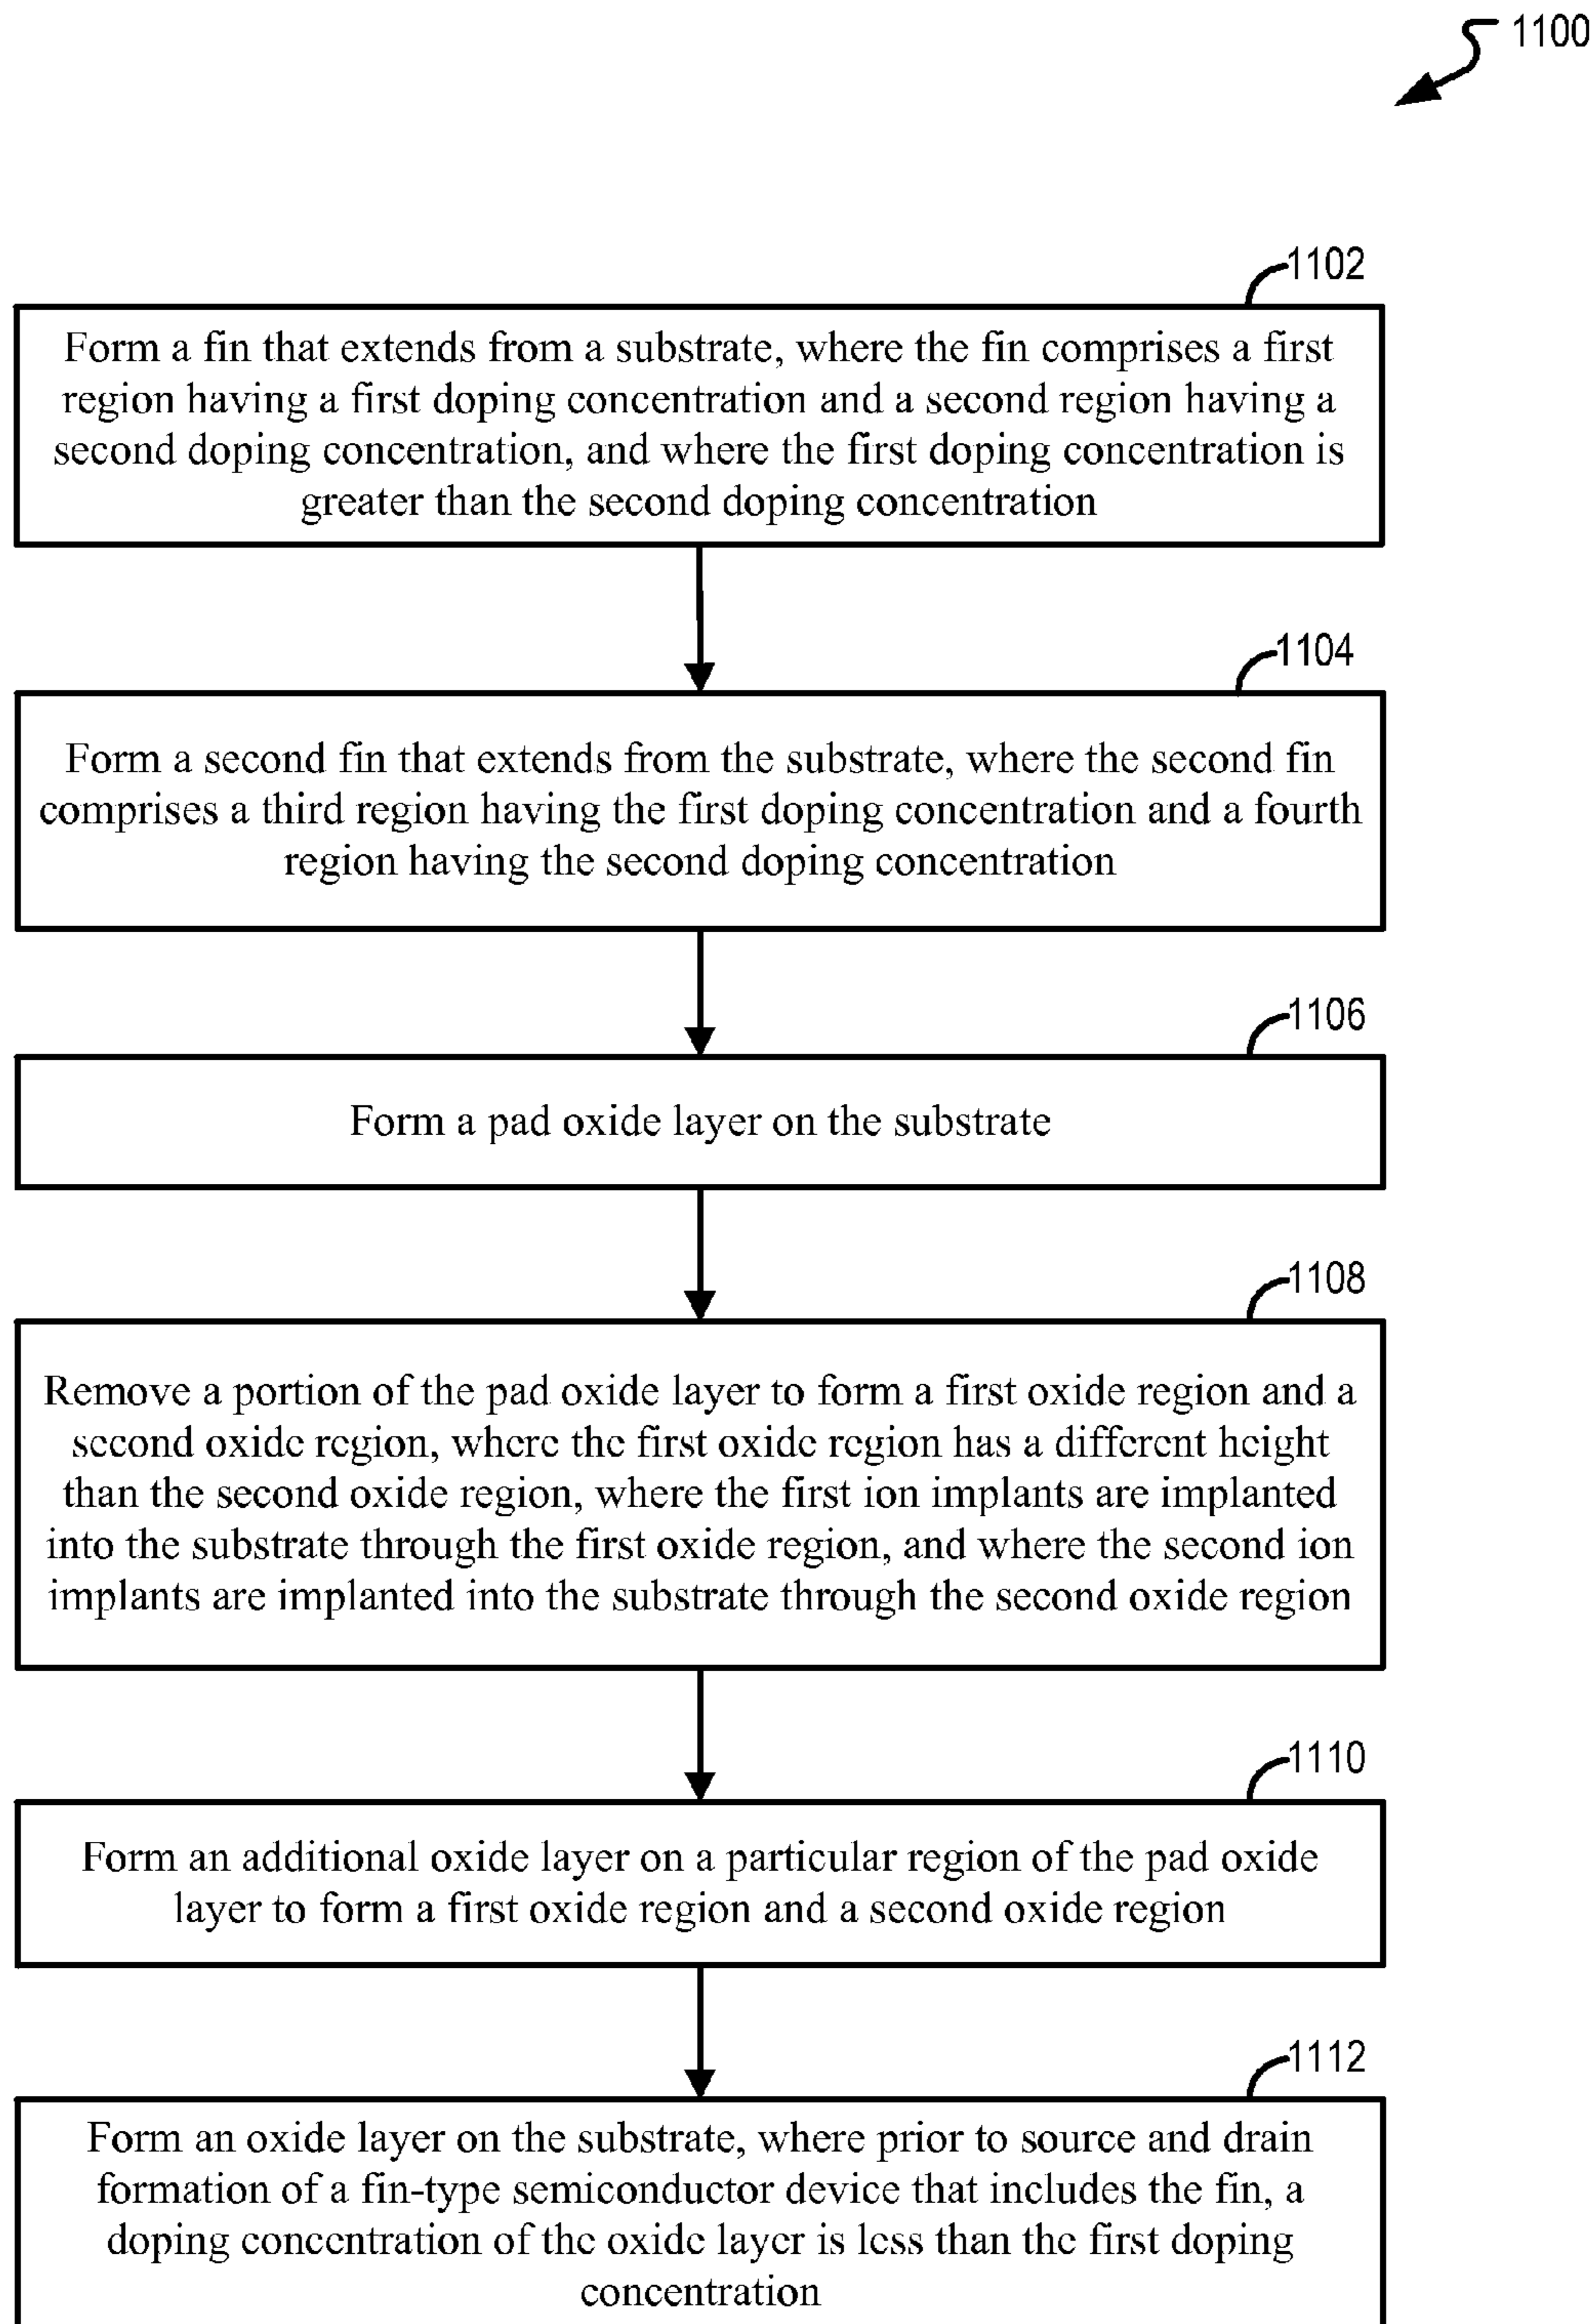 1100
1102
Form a fin that extends from a substrate, where the fin comprises a first
region having a first doping concentration and a second region having a
second doping concentration, and where the first doping concentration is
greater than the second doping concentration
1104
Form a second fin that extends from the substrate, where the second fin
comprises a third region having the first doping concentration and a fourth
region having the second doping concentration
1106
Form a pad oxide layer on the substrate
1108
Remove a portion of the pad oxide layer to form a first oxide region and a
second oxide region, where the first oxide region has a different height
than the second oxide region, where the first ion implants are implanted
into the substrate through the first oxide region, and where the second ion
implants are implanted into the substrate through the second oxide region
1110
Form an additional oxide layer on a particular region of the pad oxide
layer to form a first oxide region and a second oxide region
1112
Form an oxide layer on the substrate, where prior to source and drain
formation of a fin-type semiconductor device that includes the fin, a
doping concentration of the oxide layer is less than the first doping
concentration